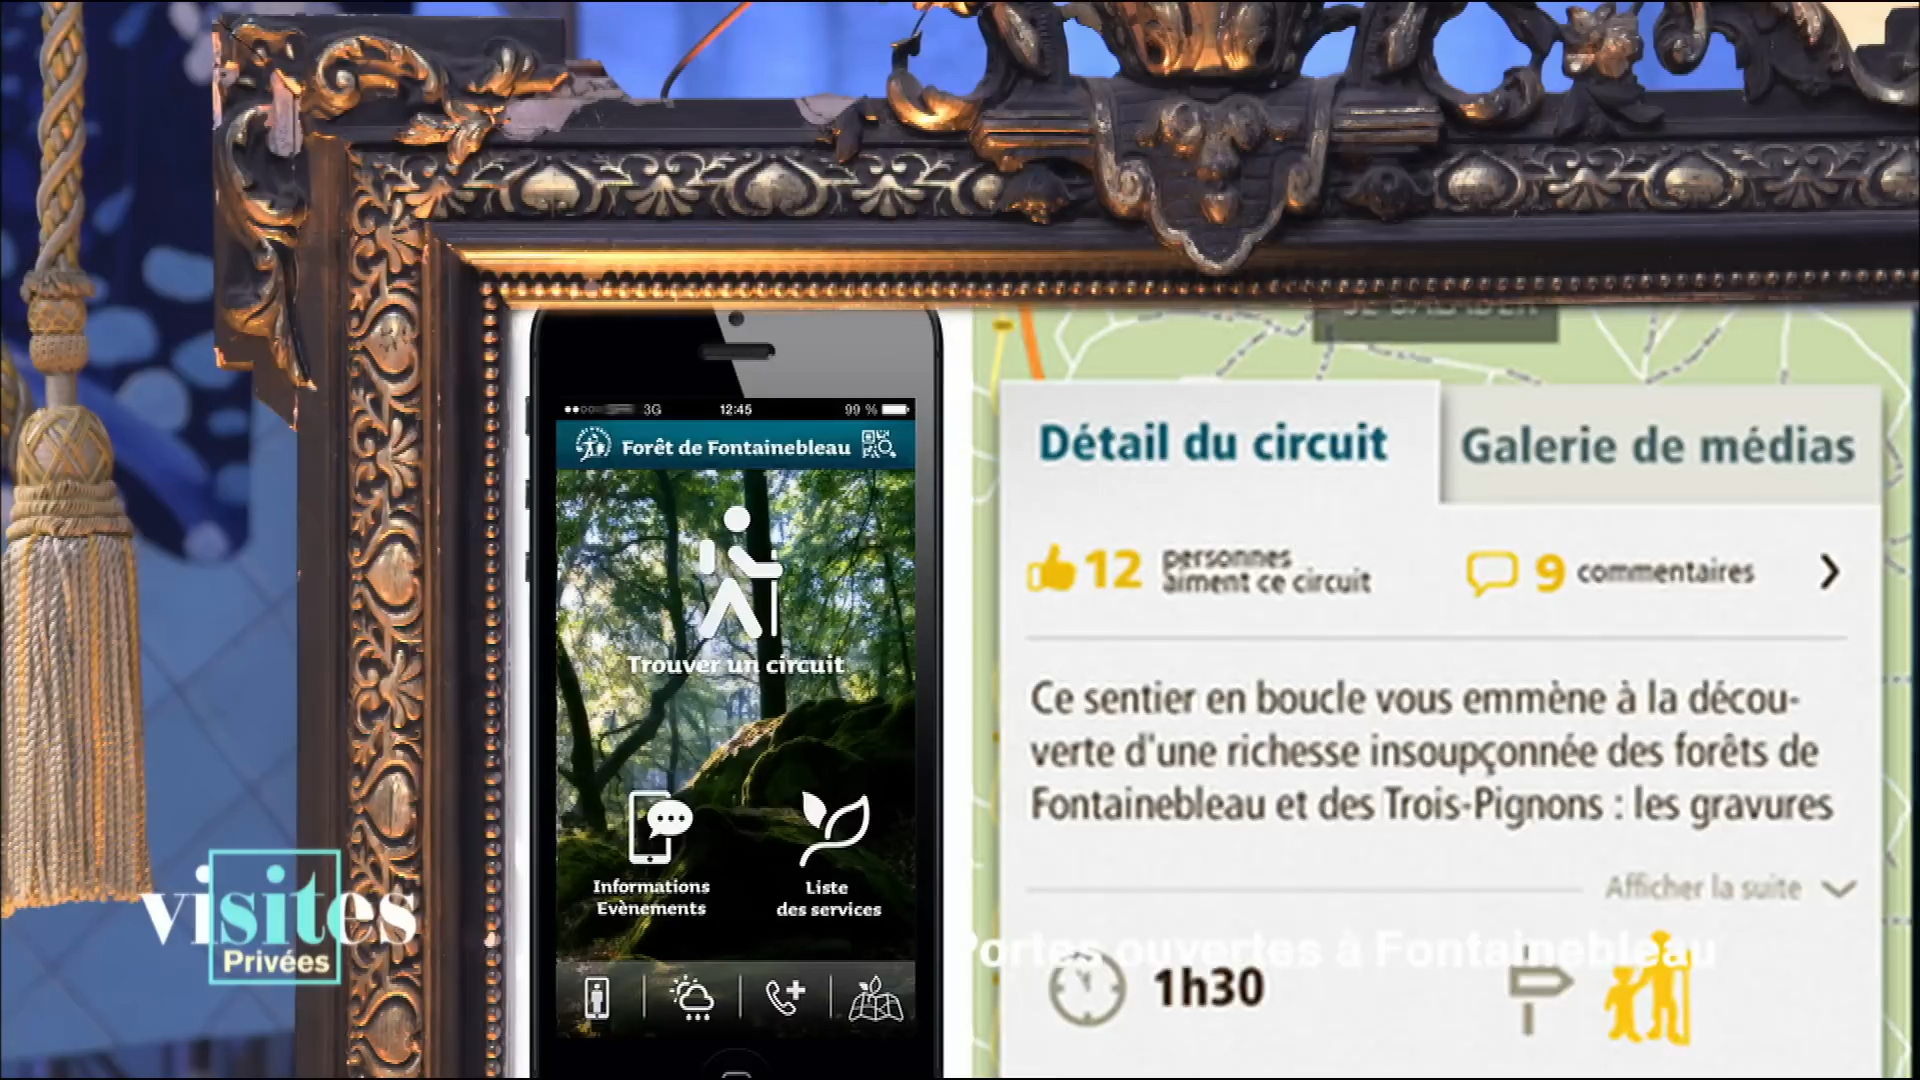 3G 12:45 99 %
Forêt de Fontainebleau
Trouver un circuit
Informations
Evènements
Liste
des services
Détail du circuit
Galerie de médias
12 personnes
aiment ce circuit
9 commentaires
Ce sentier en boucle vous emmène à la décou-
verte d'une richesse insoupçonnée des forêts de
Fontainebleau et des Trois-Pignons : les gravures
Afficher la suite
Portes ouvertes à Fontainebleau
1h30
visites
Privées